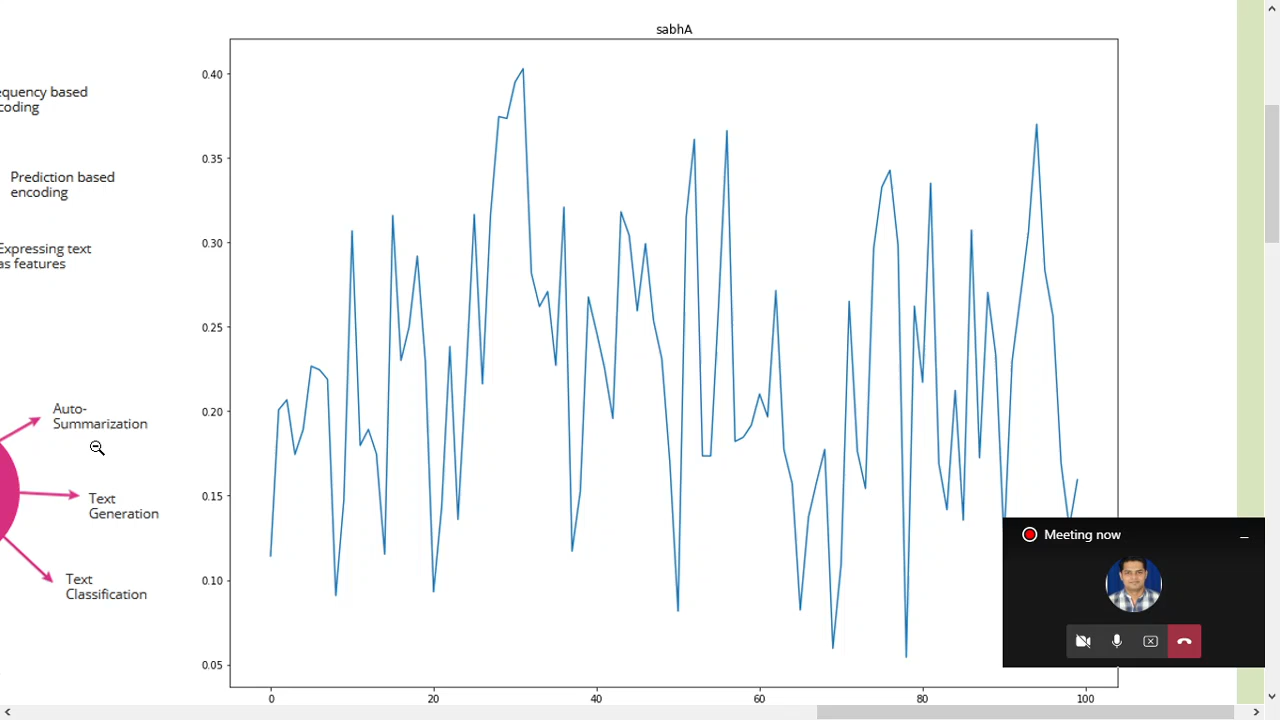 sabhA
0.40
0.35
0.30
0.25
0.20
0.15
0.10
0.05
0 20 40 60 80 100
equency based
coding
Prediction based
encoding
Expressing text
as features
Auto-
Summarization
Text
Generation
Text
Classification
Meeting now